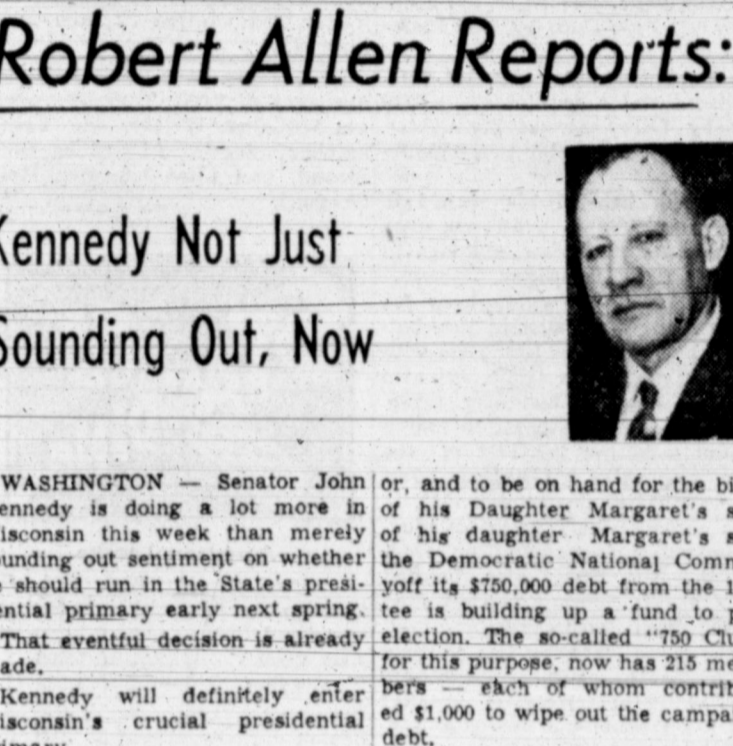 Robert Allen Reports:
Kennedy Not Just
Sounding Out, Now
WASHINGTON — Senator John
ennedy is doing a lot more in
isconsin this week than merely
unding out sentiment on whether
should run in the State's presi-
ential primary early next spring.
That eventful decision is already
ade.
Kennedy will definitely enter
isconsin's crucial presidential
or, and to be on hand for the bi
of his Daughter Margaret's s
of his daughter Margaret's s
the Democratic National Comm
yoff its $750,000 debt from the 1
tee is building up a fund to p
election. The so-called "750 Clu
for this purpose, now has 215 me
bers — each of whom contrib
ed $1,000 to wipe out the campa
debt.